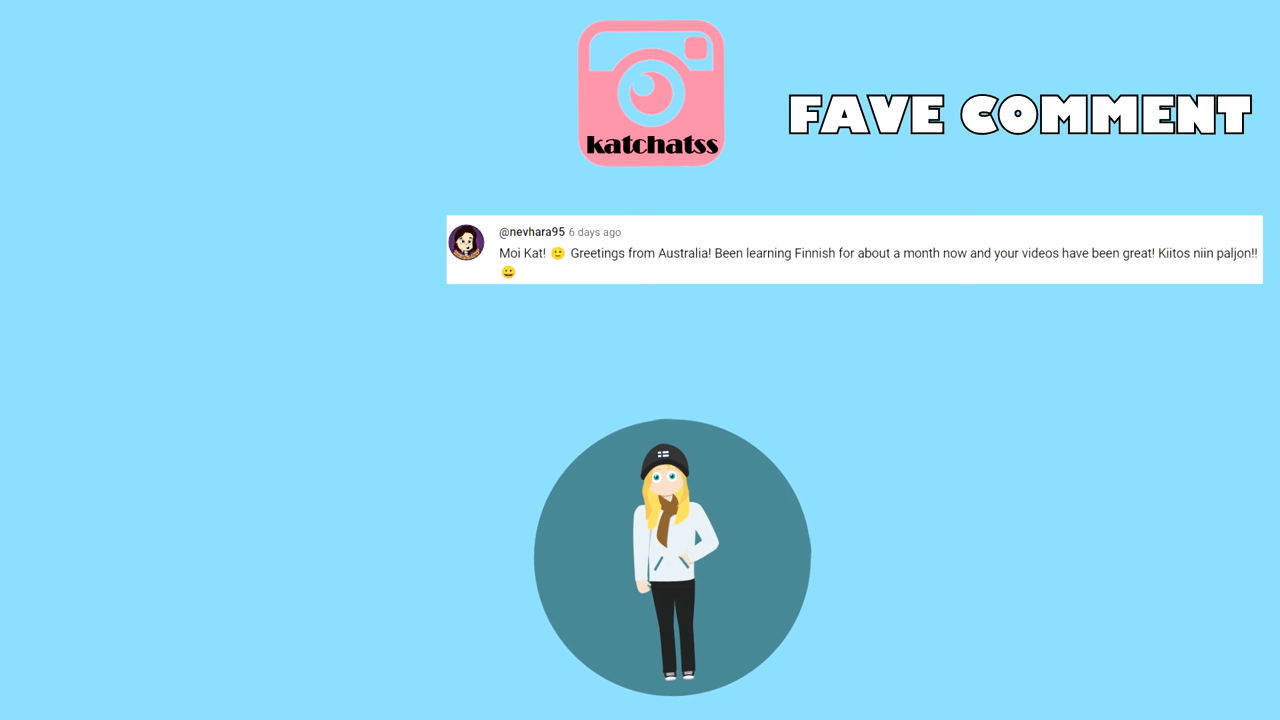 katchatss
FAVE COMMENT
@nevhara95 6 days ago
Moi Kat! 🙂 Greetings from Australia! Been learning Finnish for about a month now and your videos have been great! Kiitos niin paljon!!
😀